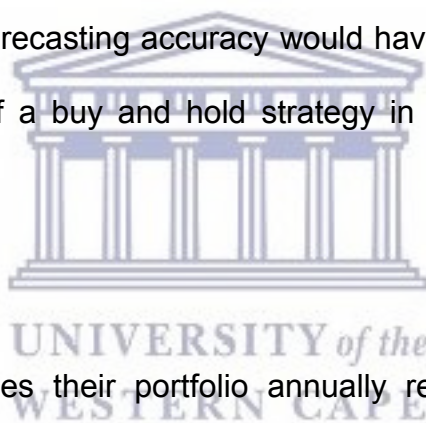 recasting accuracy would hav
f a buy and hold strategy in
UNIVERSITY of the
es their portfolio annually re
WESTERN CAPE